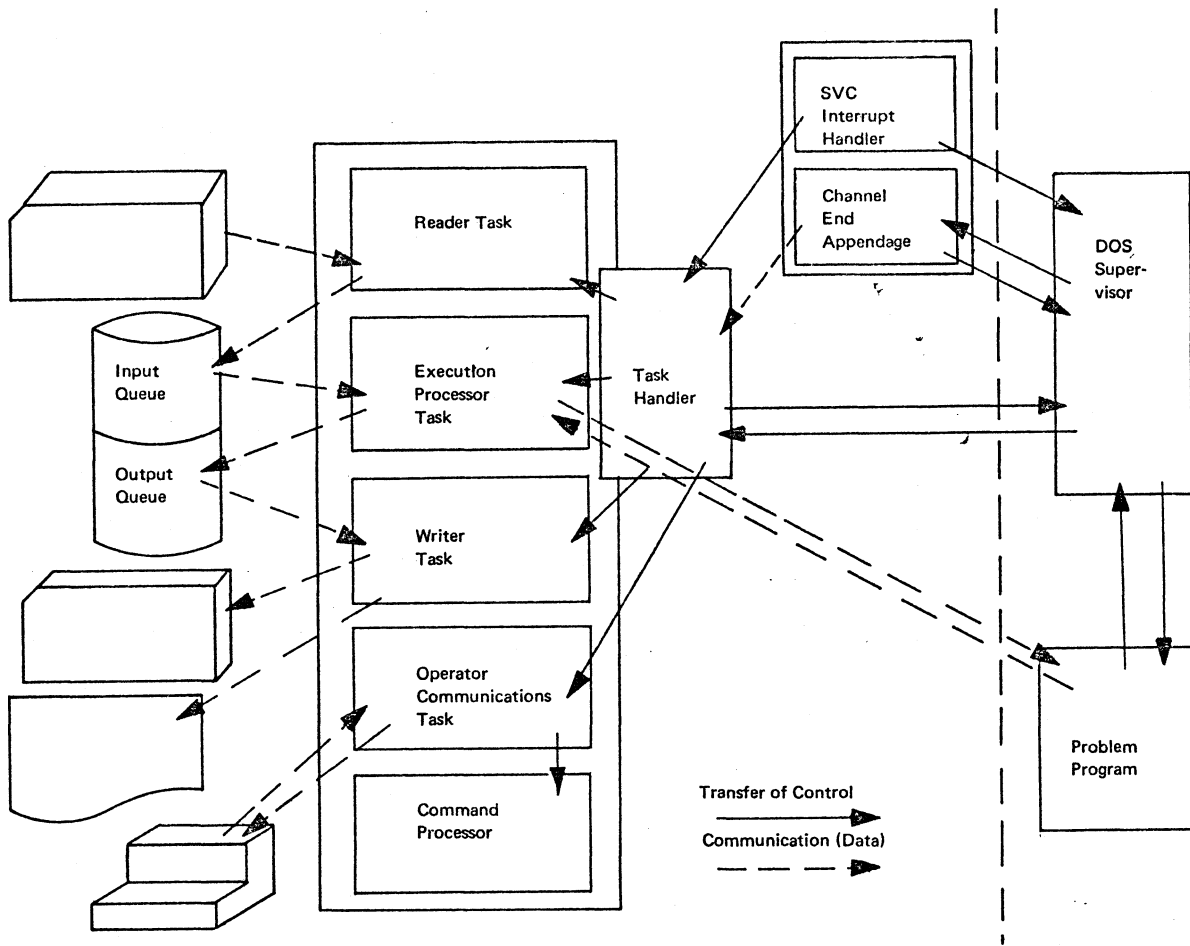 SVC
Interrupt
Handler
Channel
End
Appendage
DOS
Super-
visor
Reader Task
Input
Queue
Execution
Processor
Task
Task
Handler
Output
Queue
Writer
Task
Operator
Communications
Task
Problem
Program
Command
Processor
Transfer of Control
Communication (Data)